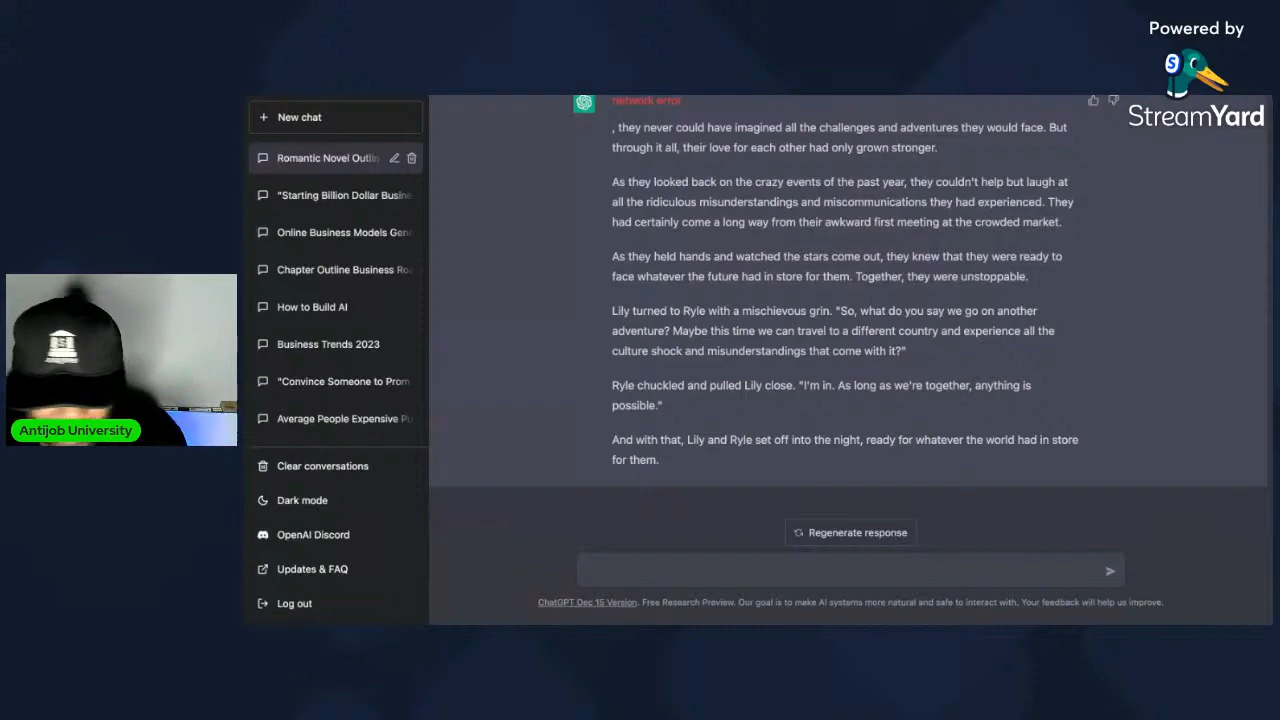 Powered by
S
StreamYard
New chat
Romantic Novel Outlin
"Starting Billion Dollar Busine
Online Business Models Gen
Chapter Outline Business Ro
How to Build AI
Business Trends 2023
"Convince Someone to Prom
Average People Expensive Pu
Clear conversations
Dark mode
OpenAI Discord
Updates & FAQ
Log out
network error
, they never could have imagined all the challenges and adventures they would face. But
through it all, their love for each other had only grown stronger.
As they looked back on the crazy events of the past year, they couldn't help but laugh at
all the ridiculous misunderstandings and miscommunications they had experienced. They
had certainly come a long way from their awkward first meeting at the crowded market.
As they held hands and watched the stars come out, they knew that they were ready to
face whatever the future had in store for them. Together, they were unstoppable.
Lily turned to Ryle with a mischievous grin. "So, what do you say we go on another
adventure? Maybe this time we can travel to a different country and experience all the
culture shock and misunderstandings that come with it?"
Ryle chuckled and pulled Lily close. "I'm in. As long as we're together, anything is
possible."
And with that, Lily and Ryle set off into the night, ready for whatever the world had in store
for them.
Regenerate response
ChatGPT Dec 15 Version. Free Research Preview. Our goal is to make AI systems more natural and safe to interact with. Your feedback will help us improve.
Antijob University